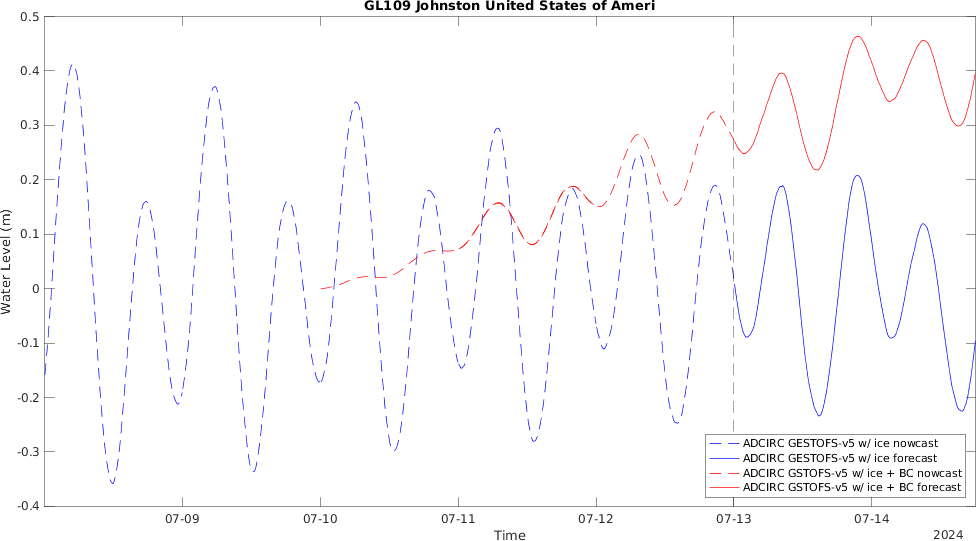 GL109 Johnston United States of Ameri
0.5
0.4
0.3
0.2
0.1
0
-0.1
-0.2
-0.3
-0.4
Water Level (m)
07-09
07-10
07-11
07-12
07-13
07-14
Time
2024
ADCIRC GESTOFS-v5 w/ ice nowcast
ADCIRC GESTOFS-v5 w/ ice forecast
ADCIRC GSTOFS-v5 w/ ice + BC nowcast
ADCIRC GSTOFS-v5 w/ ice + BC forecast